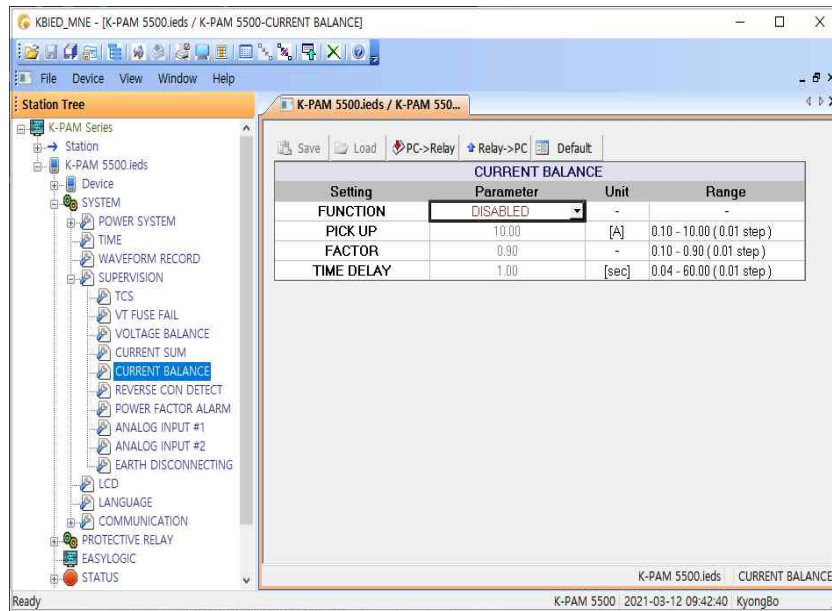 KBIED_MNE - [K-PAM 5500.ieds / K-PAM 5500-CURRENT BALANCE]
File Device View Window Help
Station Tree
K-PAM 5500.ieds / K-PAM 550...
K-PAM Series
Station
K-PAM 5500.ieds
Device
SYSTEM
POWER SYSTEM
TIME
WAVEFORM RECORD
SUPERVISION
TCS
VT FUSE FAIL
VOLTAGE BALANCE
CURRENT SUM
CURRENT BALANCE
REVERSE CON DETECT
POWER FACTOR ALARM
ANALOG INPUT #1
ANALOG INPUT #2
EARTH DISCONNECTING
LCD
LANGUAGE
COMMUNICATION
PROTECTIVE RELAY
EASYLOGIC
STATUS
Save Load PC->Relay Relay->PC Default
CURRENT BALANCE
Setting Parameter Unit Range
FUNCTION DISABLED - -
PICK UP 10.00 [A] 0.10 - 10.00 ( 0.01 step )
FACTOR 0.90 - 0.10 - 0.90 ( 0.01 step )
TIME DELAY 1.00 [sec] 0.04 - 60.00 ( 0.01 step )
K-PAM 5500.ieds CURRENT BALANCE
Ready K-PAM 5500 2021-03-12 09:42:40 KyongBo